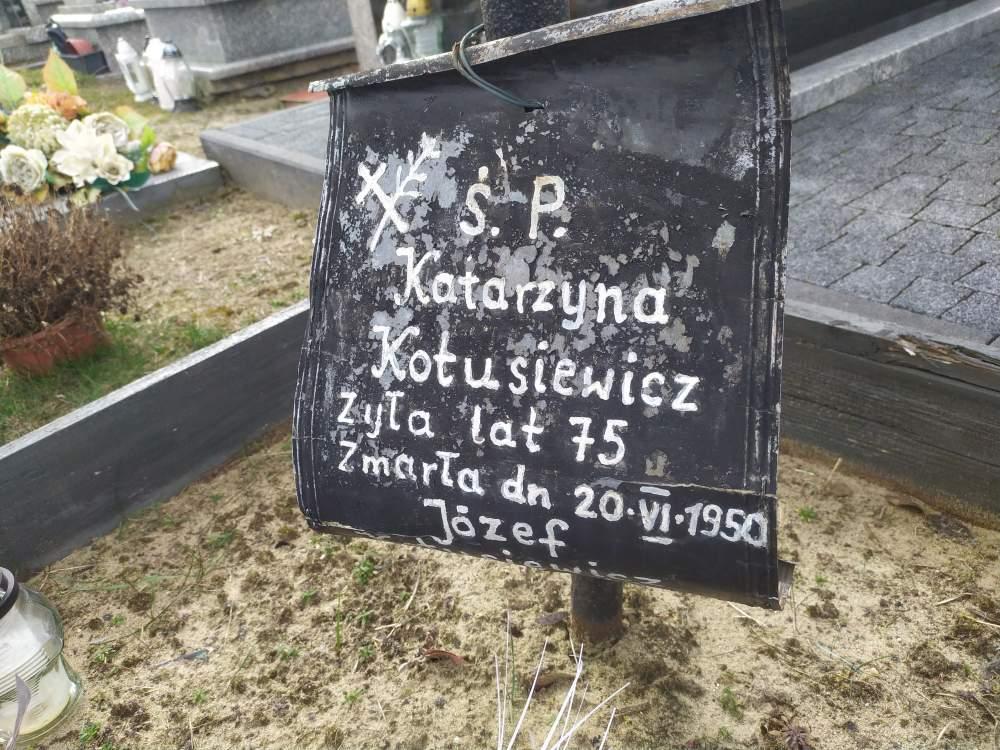 Ś. P.
Katarzyna
Kotusiewicz
Żyła lat 75
Zmarła dn 20·VI·1950
Józef